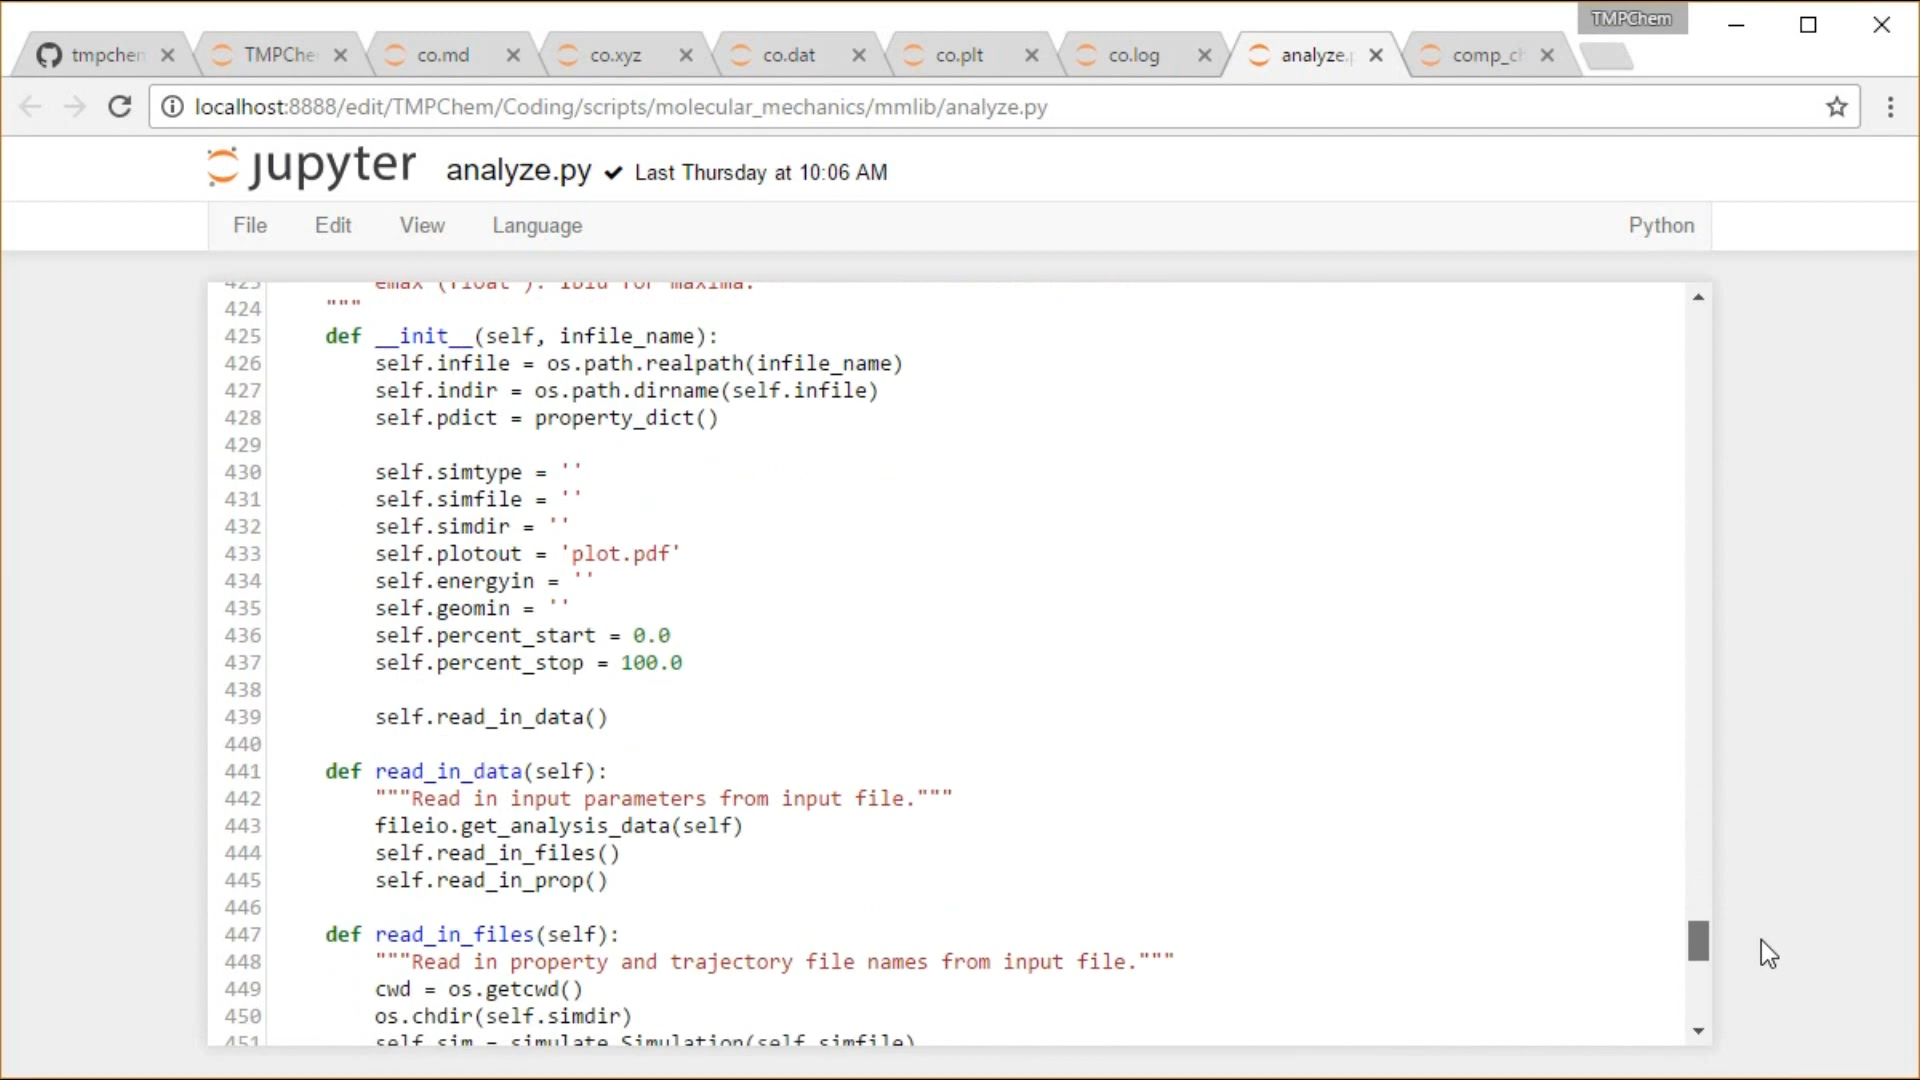 TMPChem
tmpchem
TMPChe
co.md
co.xyz
co.dat
co.plt
co.log
analyze.p
comp_ch
localhost:8888/edit/TMPChem/Coding/scripts/molecular_mechanics/mmlib/analyze.py
jupyter analyze.py ✔ Last Thursday at 10:06 AM
File Edit View Language Python
423 emax (float ): Ibid for maxima.
424 """
425 def __init__(self, infile_name):
426 self.infile = os.path.realpath(infile_name)
427 self.indir = os.path.dirname(self.infile)
428 self.pdict = property_dict()
429
430 self.simtype = ''
431 self.simfile = ''
432 self.simdir = ''
433 self.plotout = 'plot.pdf'
434 self.energyin = ''
435 self.geomin = ''
436 self.percent_start = 0.0
437 self.percent_stop = 100.0
438
439 self.read_in_data()
440
441 def read_in_data(self):
442 """Read in input parameters from input file."""
443 fileio.get_analysis_data(self)
444 self.read_in_files()
445 self.read_in_prop()
446
447 def read_in_files(self):
448 """Read in property and trajectory file names from input file."""
449 cwd = os.getcwd()
450 os.chdir(self.simdir)
451 self.sim = simulate.Simulation(self.simfile)